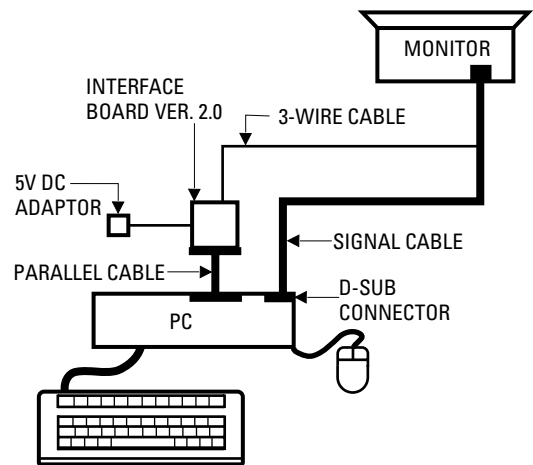 MONITOR
INTERFACE
BOARD VER. 2.0
3-WIRE CABLE
5V DC
ADAPTOR
SIGNAL CABLE
PARALLEL CABLE
D-SUB
CONNECTOR
PC